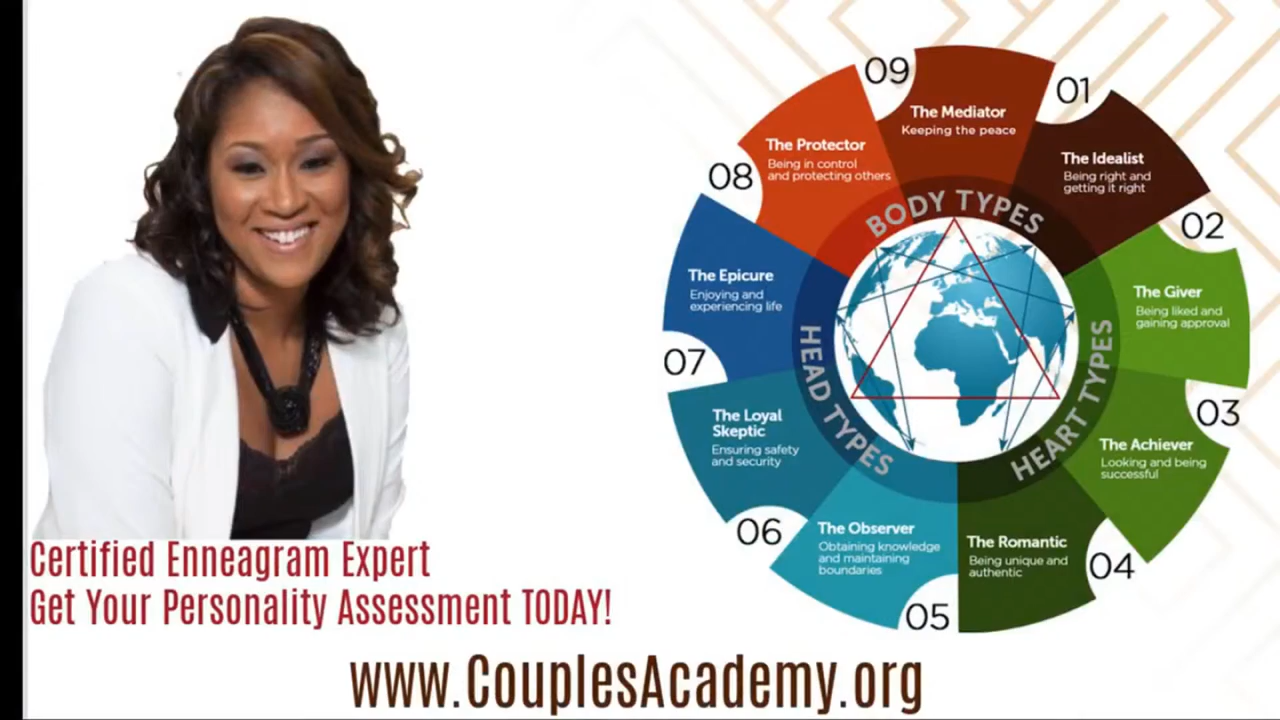 09
The Mediator
Keeping the peace
01
The Idealist
Being right and
getting it right
02
The Giver
Being liked and
gaining approval
03
The Achiever
Looking and being
successful
04
The Romantic
Being unique and
authentic
05
The Observer
Obtaining knowledge
and maintaining
boundaries
06
The Loyal
Skeptic
Ensuring safety
and security
07
The Epicure
Enjoying and
experiencing life
08
The Protector
Being in control
and protecting others
BODY TYPES
HEART TYPES
HEAD TYPES
Certified Enneagram Expert
Get Your Personality Assessment TODAY!
www.CouplesAcademy.org